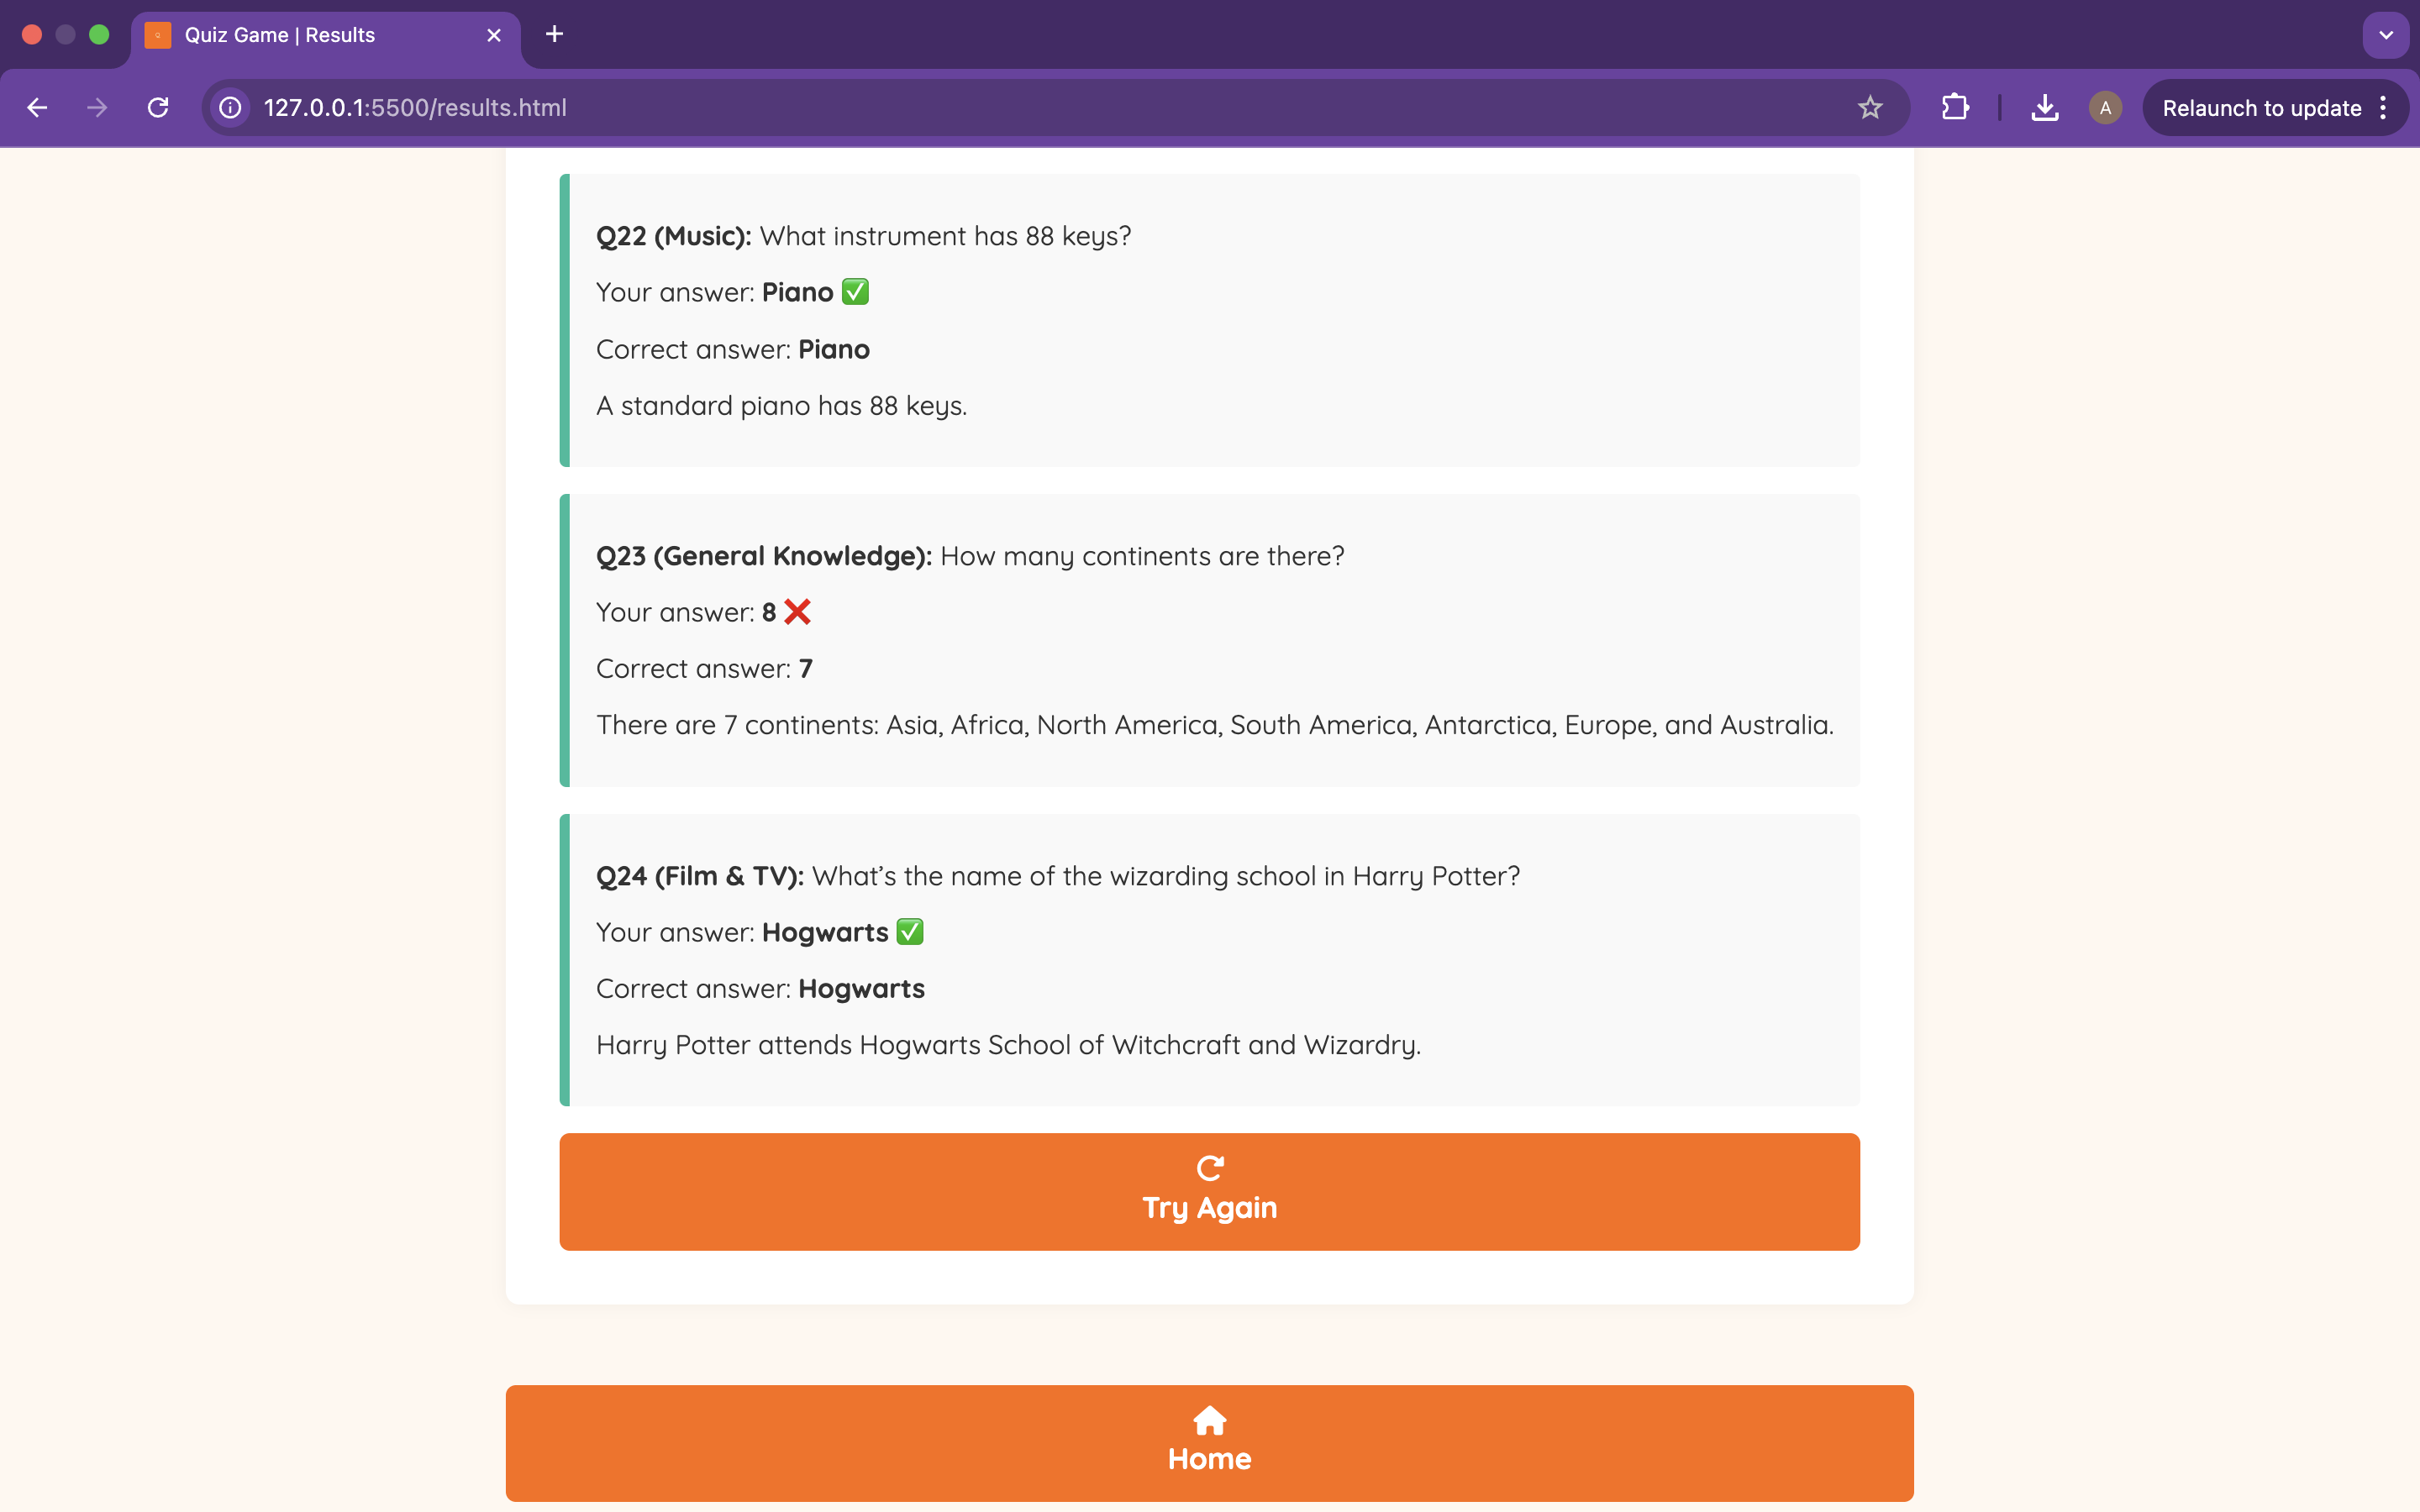 Quiz Game | Results
127.0.0.1:5500/results.html
A
Relaunch to update
Q22 (Music): What instrument has 88 keys?
Your answer: Piano ✅
Correct answer: Piano
A standard piano has 88 keys.
Q23 (General Knowledge): How many continents are there?
Your answer: 8 ❌
Correct answer: 7
There are 7 continents: Asia, Africa, North America, South America, Antarctica, Europe, and Australia.
Q24 (Film & TV): What’s the name of the wizarding school in Harry Potter?
Your answer: Hogwarts ✅
Correct answer: Hogwarts
Harry Potter attends Hogwarts School of Witchcraft and Wizardry.
Try Again
Home